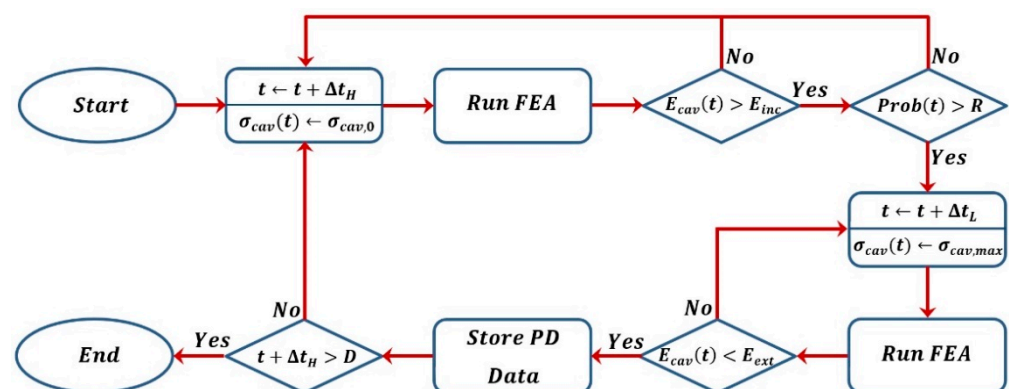 No
No
Start
t ← t + Δt_H
σ_cav(t) ← σ_cav,0
Run FEA
E_cav(t) > E_inc
Yes
Prob(t) > R
Yes
t ← t + Δt_L
σ_cav(t) ← σ_cav,max
No
No
End
Yes
t + Δt_H > D
Store PD
Data
Yes
E_cav(t) < E_ext
Run FEA